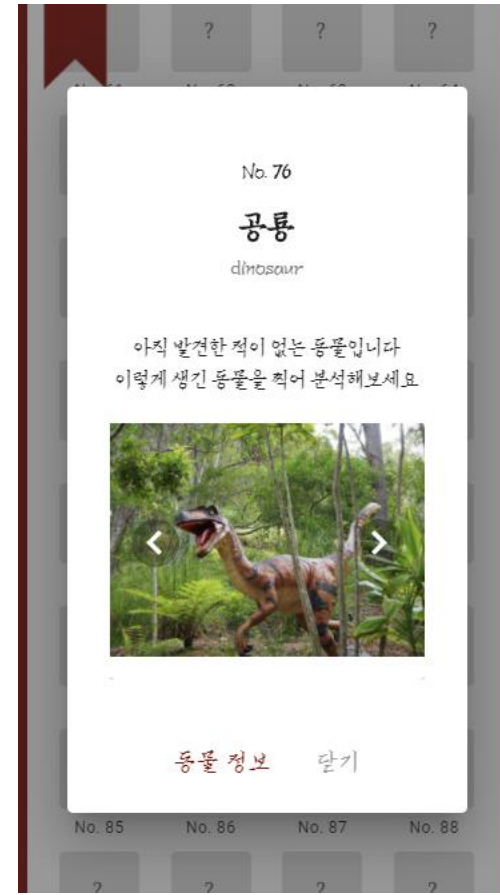 ?
?
?
No. 76
공룡
dinosaur
아직 발견한 적이 없는 동물입니다
이렇게 생긴 동물을 찍어 분석해보세요
동물 정보
닫기
No. 85
No. 86
No. 87
No. 88
?
?
?
?